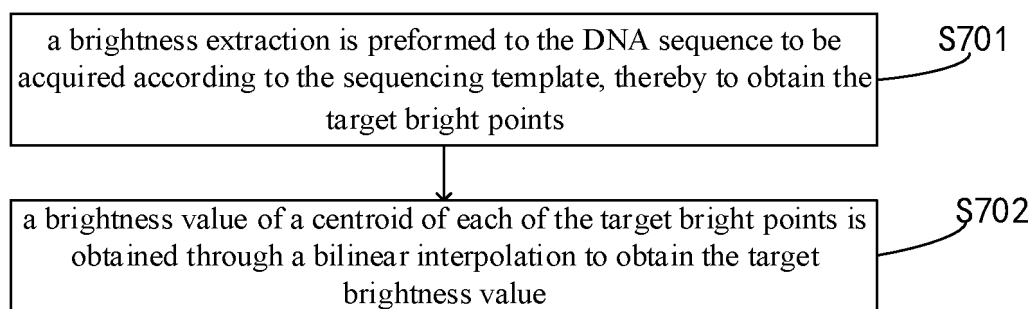 a brightness extraction is preformed to the DNA sequence to be
acquired according to the sequencing template, thereby to obtain the
target bright points
S701
a brightness value of a centroid of each of the target bright points is
obtained through a bilinear interpolation to obtain the target
brightness value
S702